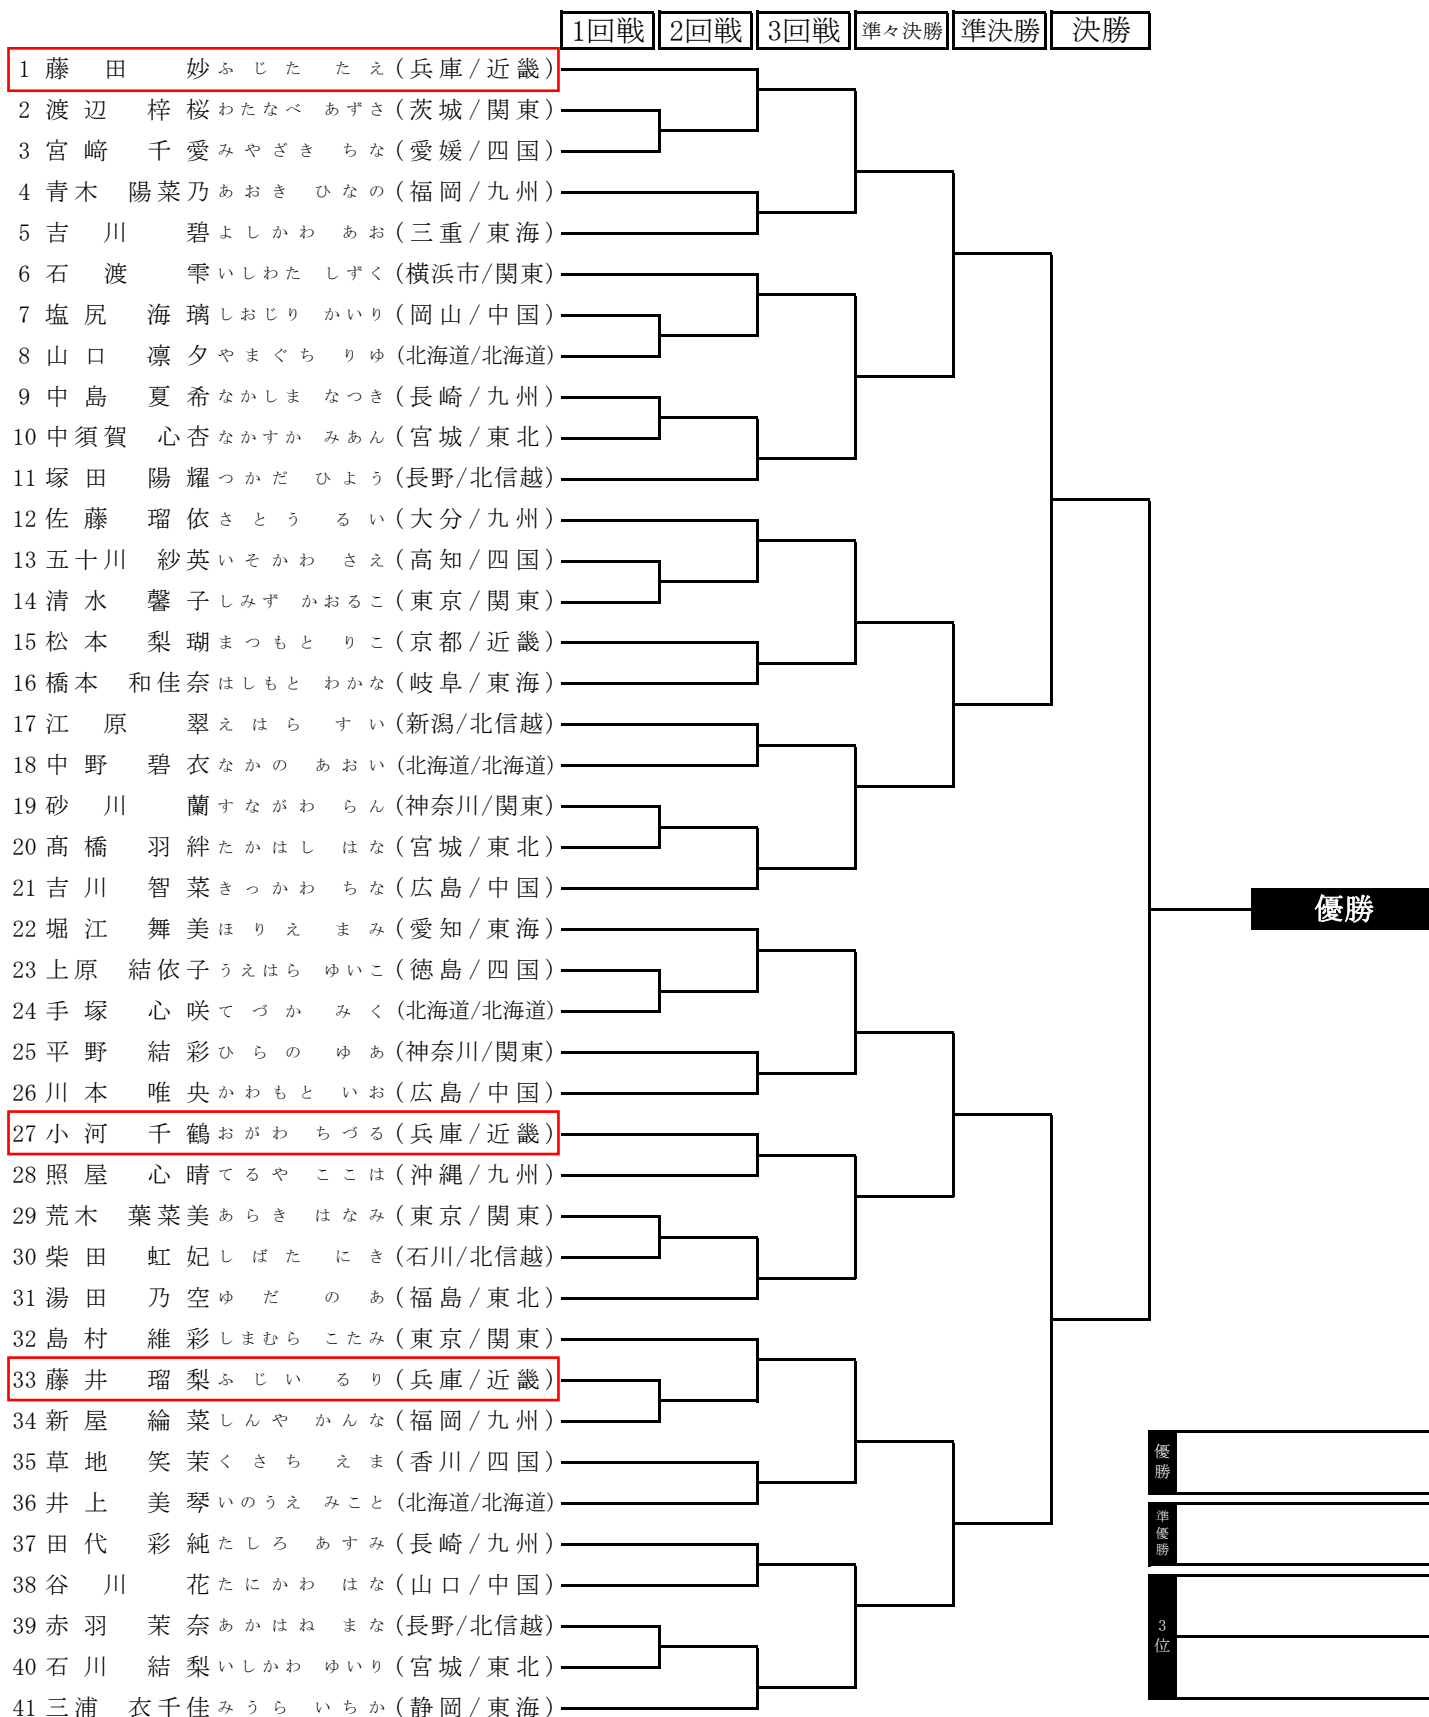 1回戦 2回戦 3回戦 準々決勝 準決勝 決勝
1 藤田 妙 ふじた たえ (兵庫/近畿)
2 渡辺 梓桜 わたなべ あずさ (茨城/関東)
3 宮﨑 千愛 みやざき ちな (愛媛/四国)
4 青木 陽菜乃 あおき ひなの (福岡/九州)
5 吉川 碧 よしかわ あお (三重/東海)
6 石渡 雫 いしわた しずく (横浜市/関東)
7 塩尻 海璃 しおじり かいり (岡山/中国)
8 山口 凛夕 やまぐち りゆ (北海道/北海道)
9 中島 夏希 なかしま なつき (長崎/九州)
10 中須賀 心杏 なかすか みあん (宮城/東北)
11 塚田 陽耀 つかだ ひよう (長野/北信越)
12 佐藤 瑠依 さとう るい (大分/九州)
13 五十川 紗英 いそかわ さえ (高知/四国)
14 清水 馨子 しみず かおるこ (東京/関東)
15 松本 梨瑚 まつもと りこ (京都/近畿)
16 橋本 和佳奈 はしもと わかな (岐阜/東海)
17 江原 翠 えはら すい (新潟/北信越)
18 中野 碧衣 なかの あおい (北海道/北海道)
19 砂川 蘭 すながわ らん (神奈川/関東)
20 髙橋 羽絆 たかはし はな (宮城/東北)
21 吉川 智菜 きっかわ ちな (広島/中国)
22 堀江 舞美 ほりえ まみ (愛知/東海)
23 上原 結依子 うえはら ゆいこ (徳島/四国)
24 手塚 心咲 てづか みく (北海道/北海道)
25 平野 結彩 ひらの ゆあ (神奈川/関東)
26 川本 唯央 かわもと いお (広島/中国)
27 小河 千鶴 おがわ ちづる (兵庫/近畿)
28 照屋 心晴 てるや ここは (沖縄/九州)
29 荒木 葉菜美 あらき はなみ (東京/関東)
30 柴田 虹妃 しばた にき (石川/北信越)
31 湯田 乃空 ゆだ のあ (福島/東北)
32 島村 維彩 しまむら こたみ (東京/関東)
33 藤井 瑠梨 ふじい るり (兵庫/近畿)
34 新屋 綸菜 しんや かんな (福岡/九州)
35 草地 笑茉 くさち えま (香川/四国)
36 井上 美琴 いのうえ みこと (北海道/北海道)
37 田代 彩純 たしろ あすみ (長崎/九州)
38 谷川 花 たにかわ はな (山口/中国)
39 赤羽 茉奈 あかはね まな (長野/北信越)
40 石川 結梨 いしかわ ゆいり (宮城/東北)
41 三浦 衣千佳 みうら いちか (静岡/東海)
優勝
優勝
準優勝
3位